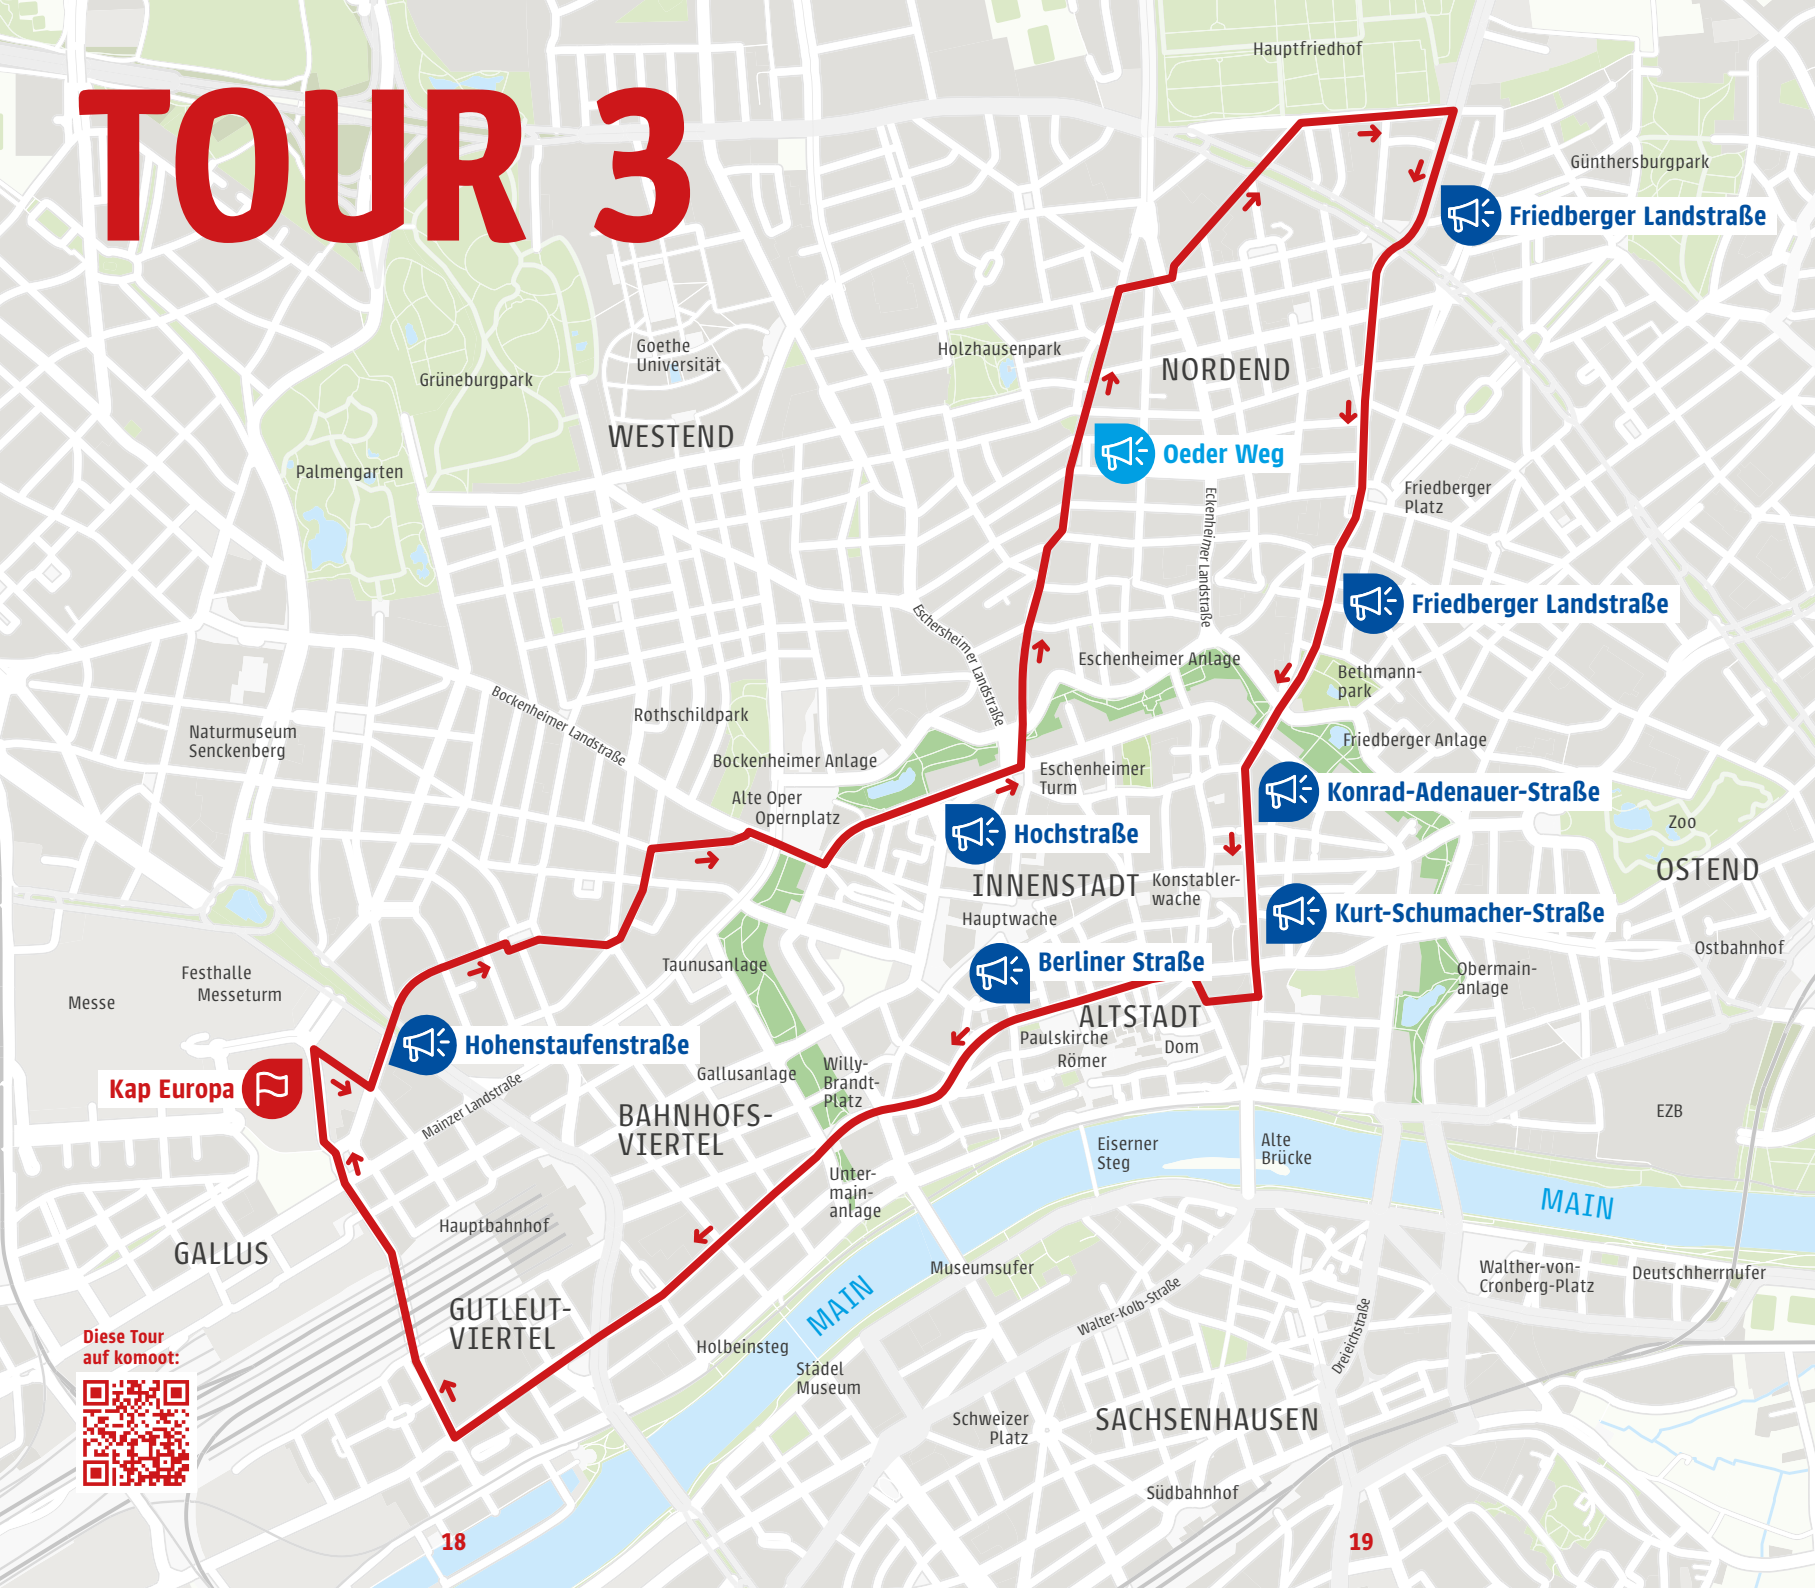 TOUR 3
Hauptfriedhof
Günthersburgpark
Friedberger Landstraße
Goethe
Universität
Holzhausenpark
NORDEND
Grüneburgpark
WESTEND
Oeder Weg
Palmengarten
Friedberger
Platz
Eckenheimer Landstraße
Friedberger Landstraße
Eschersheimer Landstraße
Eschenheimer Anlage
Bethmann-
park
Bockenheimer Landstraße
Rothschildpark
Naturmuseum
Senckenberg
Friedberger Anlage
Bockenheimer Anlage
Eschenheimer
Turm
Alte Oper
Opernplatz
Konrad-Adenauer-Straße
Zoo
Hochstraße
OSTEND
INNENSTADT
Konstabler-
wache
Hauptwache
Kurt-Schumacher-Straße
Ostbahnhof
Berliner Straße
Taunusanlage
Obermain-
anlage
Festhalle
Messeturm
Messe
ALTSTADT
Paulskirche
Römer
Dom
Hohenstaufenstraße
Kap Europa
Mainzer Landstraße
Gallusanlage
Willy-
Brandt-
Platz
BAHNHOFS-
VIERTEL
EZB
Eiserner
Steg
Alte
Brücke
Unter-
main-
anlage
MAIN
Hauptbahnhof
GALLUS
Museumsufer
Walther-von-
Cronberg-Platz
Deutschherrnufer
MAIN
GUTLEUT-
VIERTEL
Walter-Kolb-Straße
Dreieichstraße
Diese Tour
auf komoot:
Holbeinsteg
Städel
Museum
Schweizer
Platz
SACHSENHAUSEN
Südbahnhof
18
19